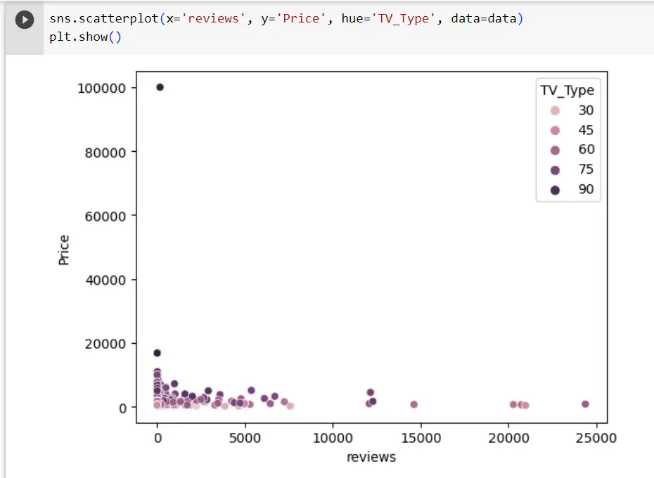 sns.scatterplot(x='reviews', y='Price', hue='TV_Type', data=data)
plt.show()
TV_Type
30
45
60
75
90
100000
80000
60000
40000
20000
0
Price
0 5000 10000 15000 20000 25000
reviews